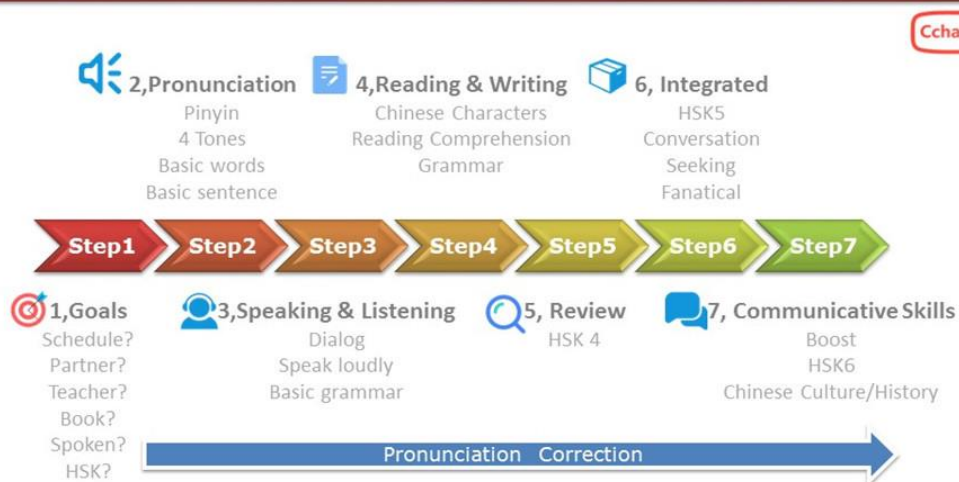 Ccha
2,Pronunciation
Pinyin
4 Tones
Basic words
Basic sentence
4,Reading & Writing
Chinese Characters
Reading Comprehension
Grammar
6, Integrated
HSK5
Conversation
Seeking
Fanatical
Step1 Step2 Step3 Step4 Step5 Step6 Step7
1,Goals
Schedule?
Partner?
Teacher?
Book?
Spoken?
HSK?
3,Speaking & Listening
Dialog
Speak loudly
Basic grammar
5, Review
HSK 4
7, Communicative Skills
Boost
HSK6
Chinese Culture/History
Pronunciation Correction